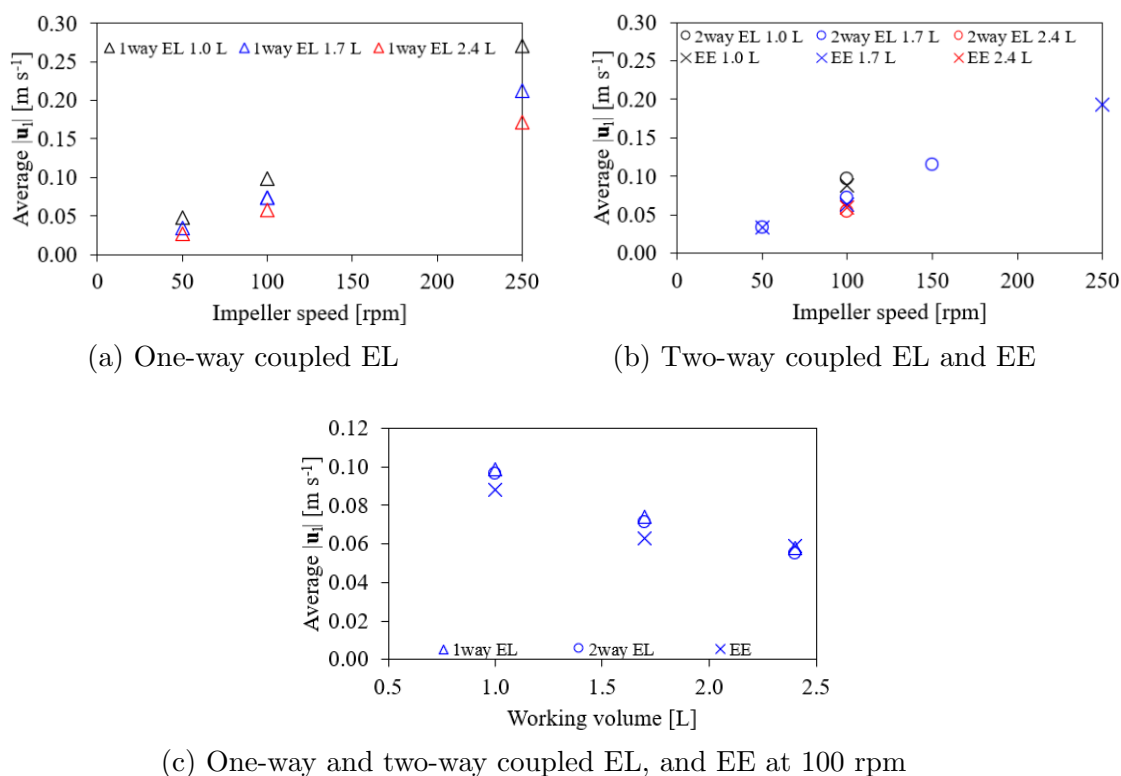 0.30
0.25
0.20
0.15
0.10
0.05
0.00
1way EL 1.0 L 1way EL 1.7 L 1way EL 2.4 L
Average |u₁| [m s⁻¹]
0 50 100 150 200 250
Impeller speed [rpm]
(a) One-way coupled EL
0.30
0.25
0.20
0.15
0.10
0.05
0.00
2way EL 1.0 L 2way EL 1.7 L 2way EL 2.4 L
EE 1.0 L EE 1.7 L EE 2.4 L
Average |u₁| [m s⁻¹]
0 50 100 150 200 250
Impeller speed [rpm]
(b) Two-way coupled EL and EE
0.12
0.10
0.08
0.06
0.04
0.02
0.00
Average |u₁| [m s⁻¹]
1way EL 2way EL EE
0.5 1.0 1.5 2.0 2.5
Working volume [L]
(c) One-way and two-way coupled EL, and EE at 100 rpm